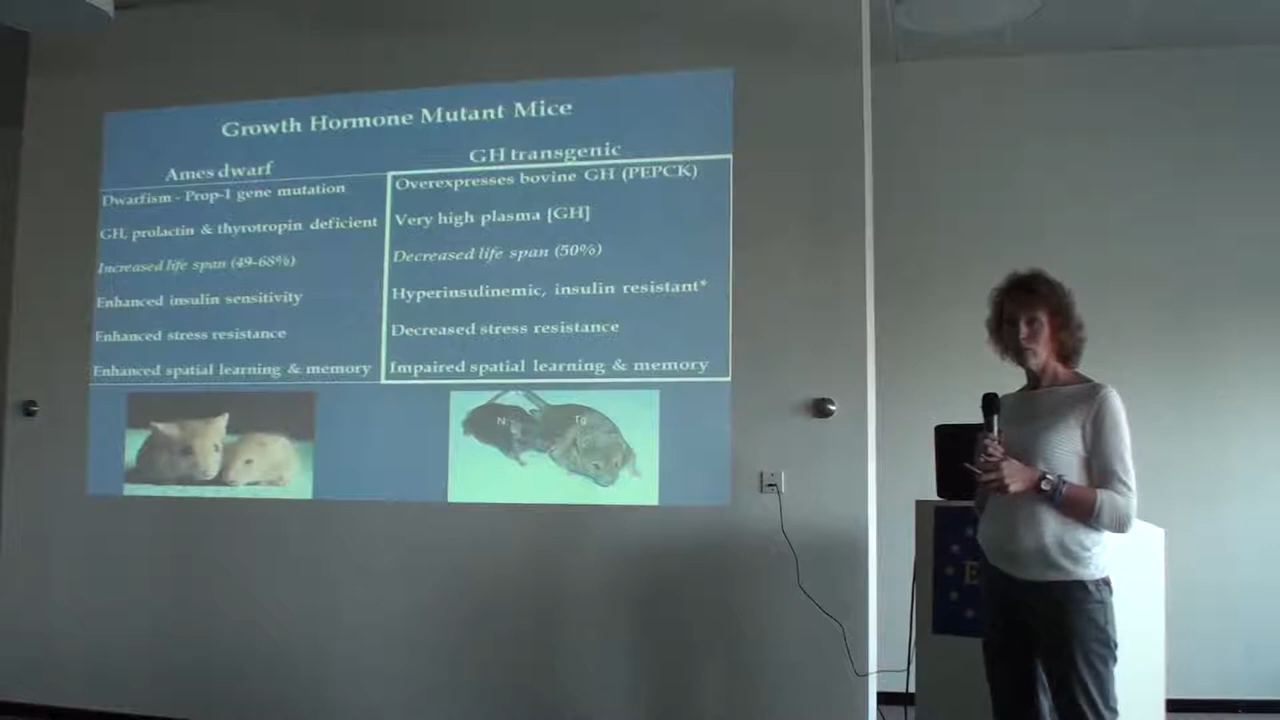 Growth Hormone Mutant Mice
Ames dwarf
Dwarfism - Prop-1 gene mutation
GH, prolactin & thyrotropin deficient
Increased life span (49-68%)
Enhanced insulin sensitivity
Enhanced stress resistance
Enhanced spatial learning & memory
GH transgenic
Overexpresses bovine GH (PEPCK)
Very high plasma [GH]
Decreased life span (50%)
Hyperinsulinemic, insulin resistant*
Decreased stress resistance
Impaired spatial learning & memory
N
Tg
E